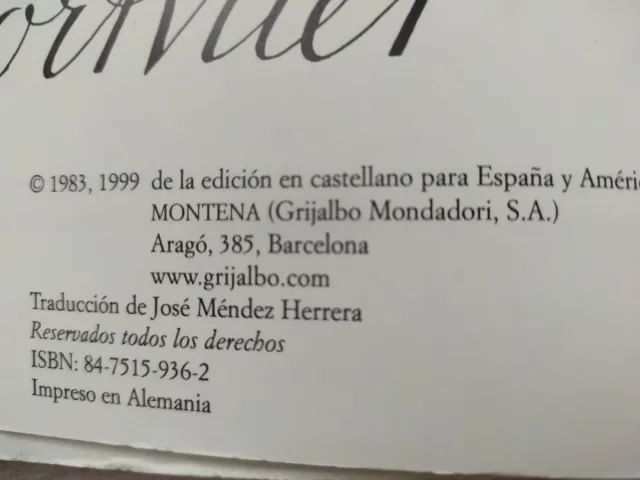 © 1983, 1999 de la edición en castellano para España y
MONTENA (Grijalbo Mondadori, S.A.)
Aragó, 385, Barcelona
www.grijalbo.com
Traducción de José Méndez Herrera
Reservados todos los derechos
ISBN: 84-7515-936-2
Impreso en Alemania